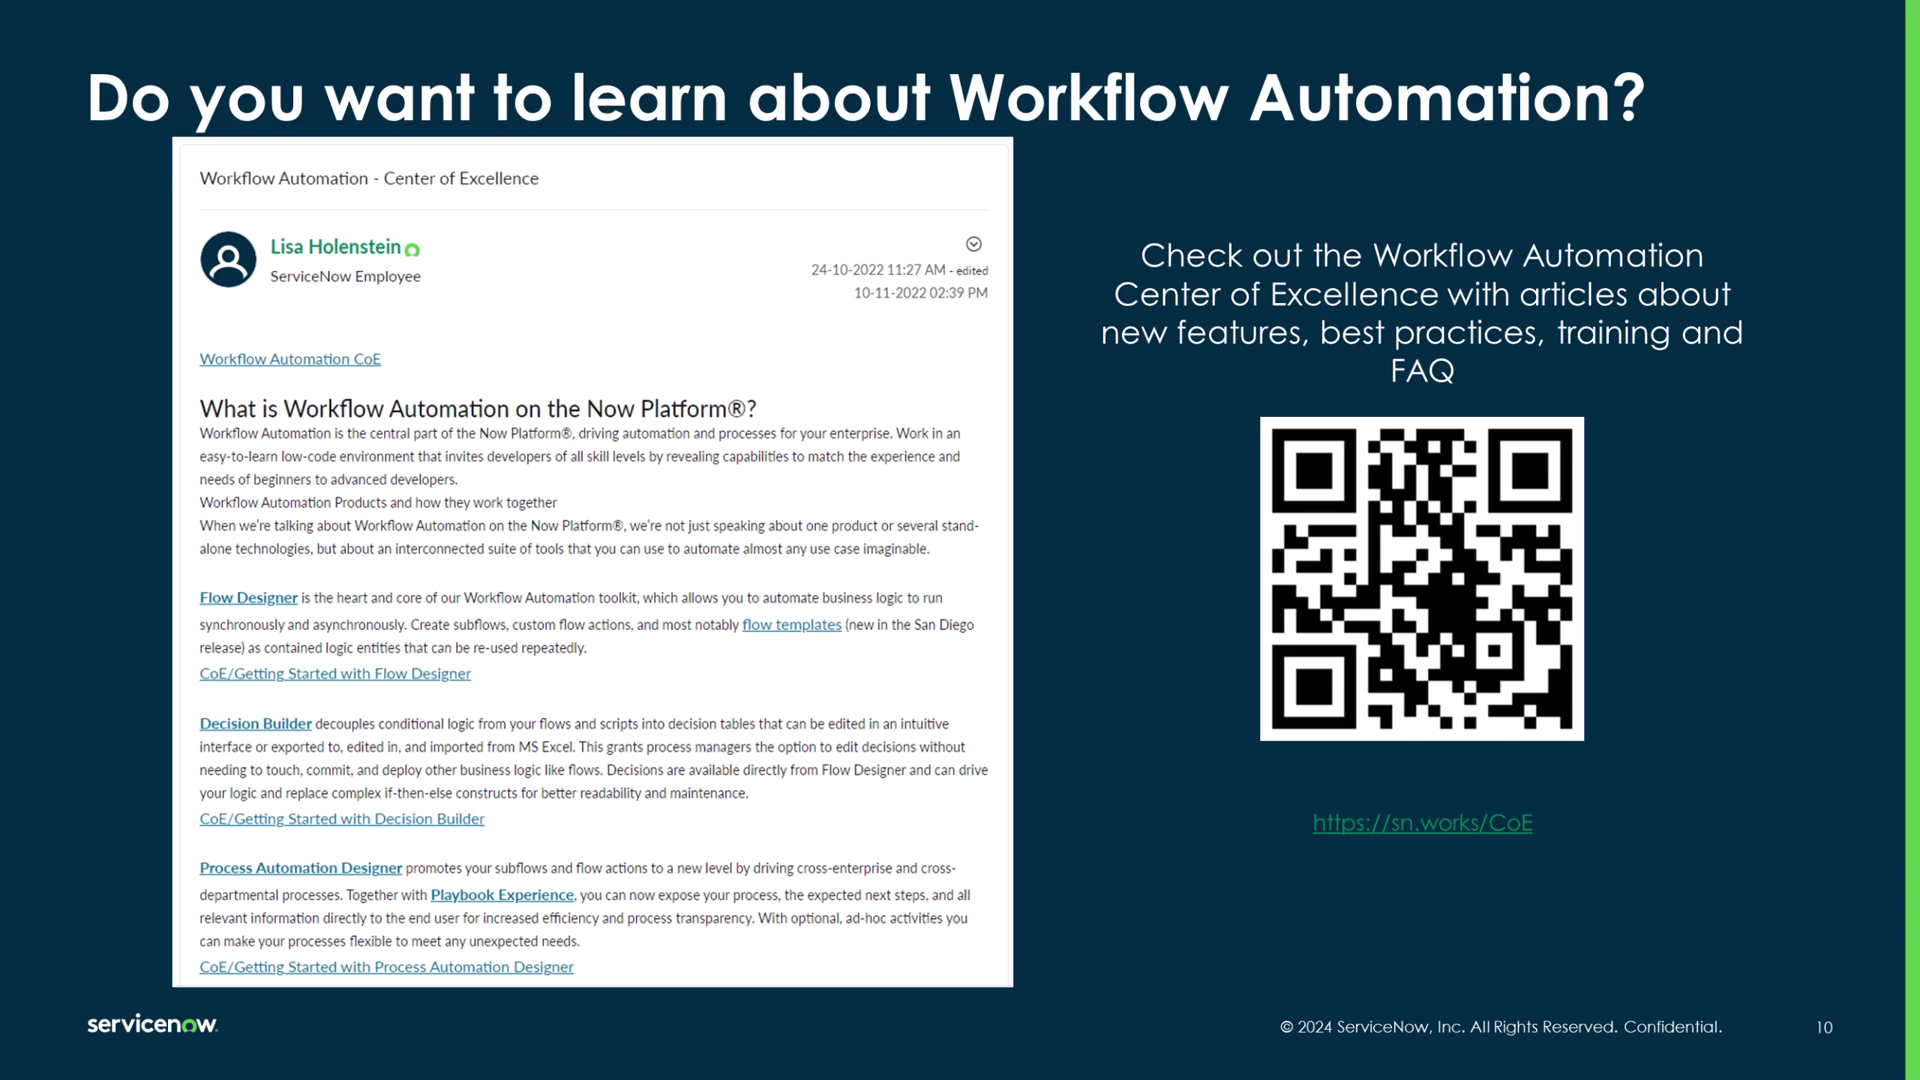 Do you want to learn about Workflow Automation?
Workflow Automation - Center of Excellence
Lisa Holenstein
ServiceNow Employee
24-10-2022 11:27 AM - edited
10-11-2022 02:39 PM
Workflow Automation CoE
What is Workflow Automation on the Now Platform®?
Workflow Automation is the central part of the Now Platform®, driving automation and processes for your enterprise. Work in an
easy-to-learn low-code environment that invites developers of all skill levels by revealing capabilities to match the experience and
needs of beginners to advanced developers.
Workflow Automation Products and how they work together
When we're talking about Workflow Automation on the Now Platform®, we're not just speaking about one product or several stand-
alone technologies, but about an interconnected suite of tools that you can use to automate almost any use case imaginable.
Flow Designer is the heart and core of our Workflow Automation toolkit, which allows you to automate business logic to run
synchronously and asynchronously. Create subflows, custom flow actions, and most notably flow templates (new in the San Diego
release) as contained logic entities that can be re-used repeatedly.
CoE/Getting Started with Flow Designer
Decision Builder decouples conditional logic from your flows and scripts into decision tables that can be edited in an intuitive
interface or exported to, edited in, and imported from MS Excel. This grants process managers the option to edit decisions without
needing to touch, commit, and deploy other business logic like flows. Decisions are available directly from Flow Designer and can drive
your logic and replace complex if-then-else constructs for better readability and maintenance.
CoE/Getting Started with Decision Builder
Process Automation Designer promotes your subflows and flow actions to a new level by driving cross-enterprise and cross-
departmental processes. Together with Playbook Experience, you can now expose your process, the expected next steps, and all
relevant information directly to the end user for increased efficiency and process transparency. With optional, ad-hoc activities you
can make your processes flexible to meet any unexpected needs.
CoE/Getting Started with Process Automation Designer
Check out the Workflow Automation
Center of Excellence with articles about
new features, best practices, training and
FAQ
https://sn.works/CoE
servicenow
© 2024 ServiceNow, Inc. All Rights Reserved. Confidential.
10